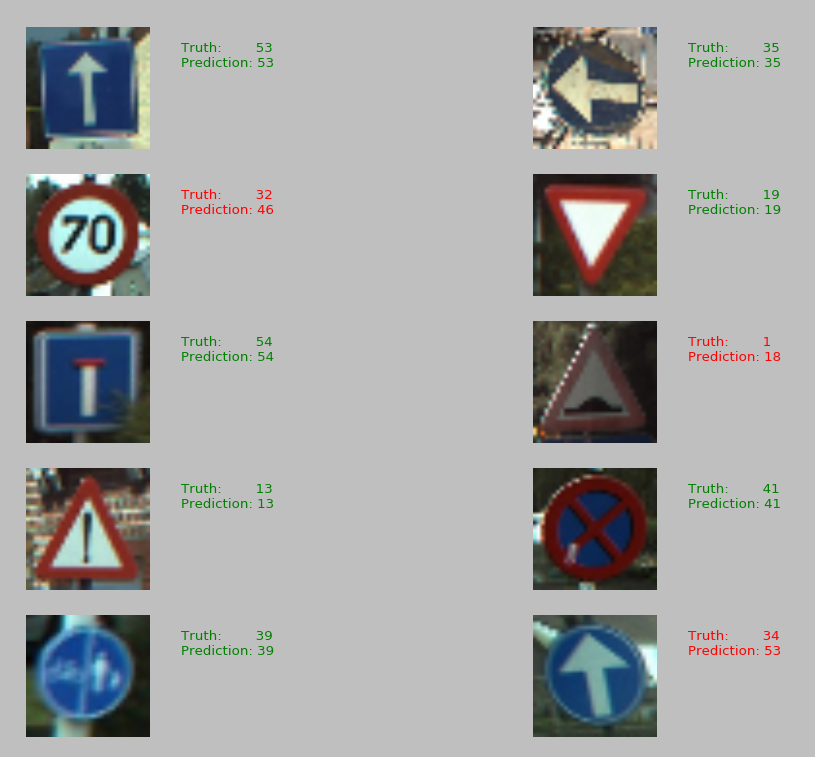 Truth: 53
Prediction: 53
Truth: 35
Prediction: 35
70
Truth: 32
Prediction: 46
Truth: 19
Prediction: 19
Truth: 54
Prediction: 54
Truth: 1
Prediction: 18
!
Truth: 13
Prediction: 13
Truth: 41
Prediction: 41
Truth: 39
Prediction: 39
Truth: 34
Prediction: 53